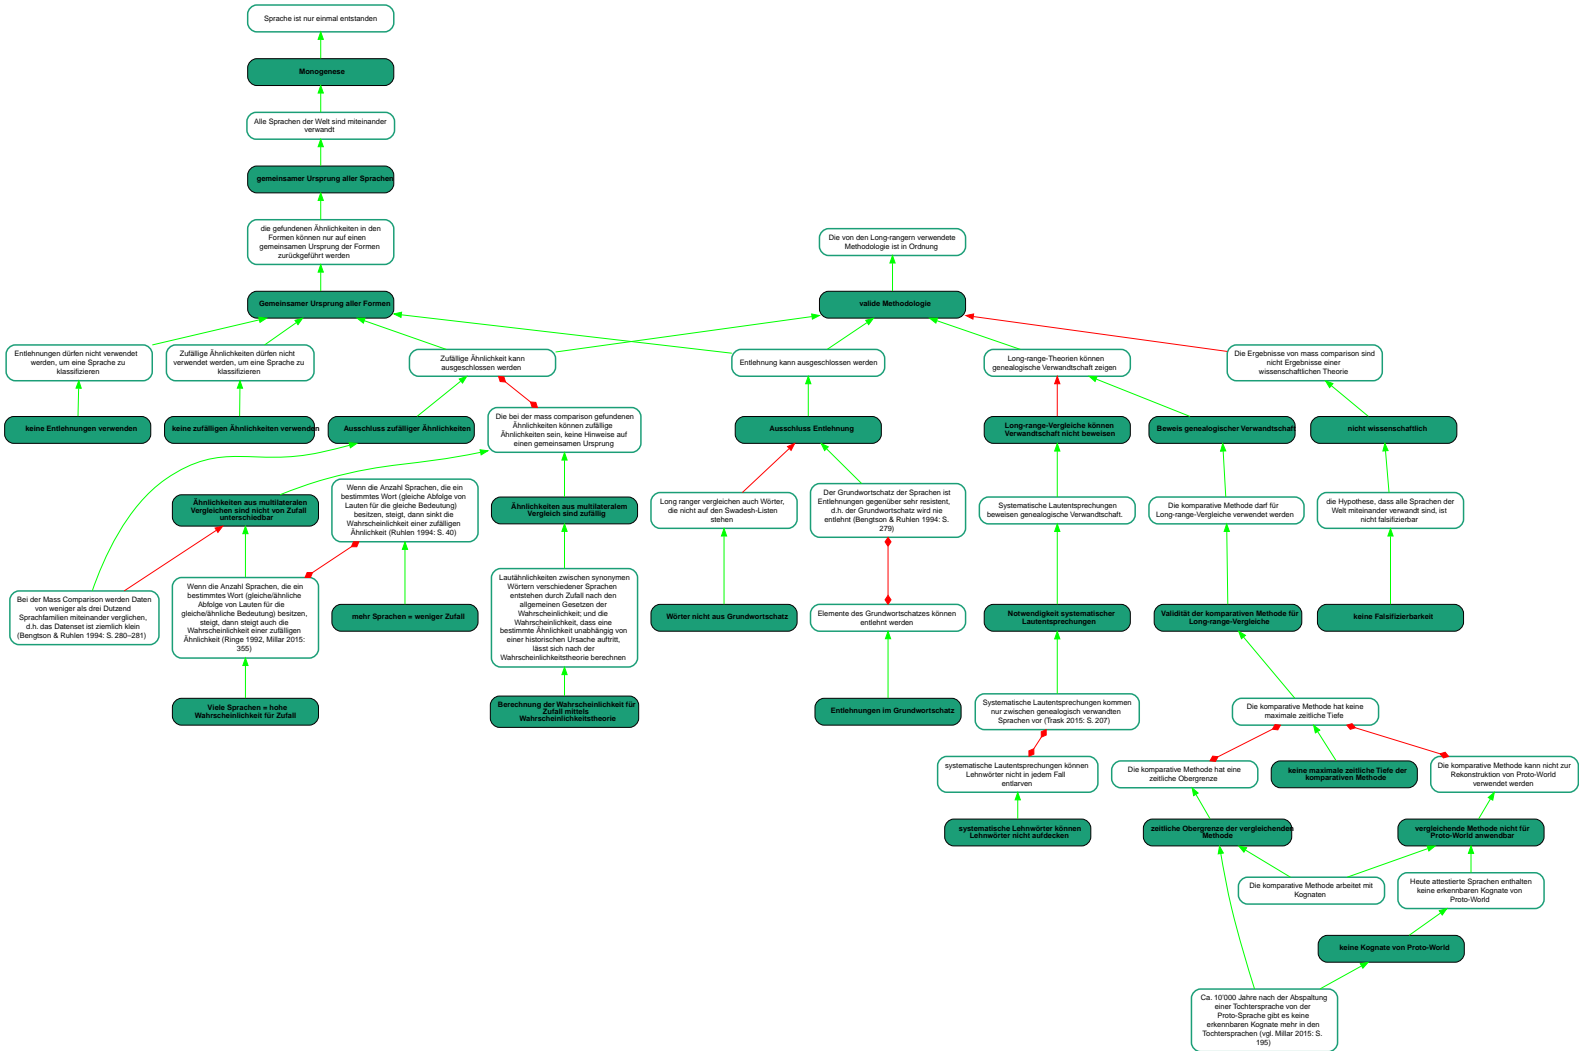 Sprache ist nur einmal entstanden
Monogenese
Alle Sprachen der Welt sind miteinander
verwandt
gemeinsamer Ursprung aller Sprachen
die gefundenen Ähnlichkeiten in den
Formen können nur auf einen
gemeinsamen Ursprung der Formen
zurückgeführt werden
Die von den Long-rangern verwendete
Methodologie ist in Ordnung
Gemeinsamer Ursprung aller Formen
valide Methodologie
Entlehnungen dürfen nicht verwendet
werden, um eine Sprache zu
klassifizieren
Zufällige Ähnlichkeiten dürfen nicht
verwendet werden, um eine Sprache zu
klassifizieren
Zufällige Ähnlichkeit kann
ausgeschlossen werden
Entlehnung kann ausgeschlossen werden
Long-range-Theorien können
genealogische Verwandtschaft zeigen
Die Ergebnisse von mass comparison sind
nicht Ergebnisse einer
wissenschaftlichen Theorie
keine Entlehnungen verwenden
keine zufälligen Ähnlichkeiten verwenden
Ausschluss zufälliger Ähnlichkeiten
Die bei der mass comparison gefundenen
Ähnlichkeiten können zufällige
Ähnlichkeiten sein, keine Hinweise auf
einen gemeinsamen Ursprung
Ausschluss Entlehnung
Long-range-Vergleiche können
Verwandtschaft nicht beweisen
Beweis genealogischer Verwandtschaft
nicht wissenschaftlich
Ähnlichkeiten aus multilateralen
Vergleichen sind nicht von Zufall
unterschiedbar
Wenn die Anzahl Sprachen, die ein
bestimmtes Wort (gleiche Abfolge von
Lauten für die gleiche Bedeutung)
besitzen, steigt, dann sinkt die
Wahrscheinlichkeit einer zufälligen
Ähnlichkeit (Ruhlen 1994: S. 40)
Ähnlichkeiten aus multilateralem
Vergleich sind zufällig
Long ranger vergleichen auch Wörter,
die nicht auf den Swadesh-Listen
stehen
Der Grundwortschatz der Sprachen ist
Entlehnungen gegenüber sehr resistent,
d.h. der Grundwortschatz wird nie
entlehnt (Bengtson & Ruhlen 1994: S.
279)
Systematische Lautentsprechungen
beweisen genealogische Verwandtschaft.
Die komparative Methode darf für
Long-range-Vergleiche verwendet werden
die Hypothese, dass alle Sprachen der
Welt miteinander verwandt sind, ist
nicht falsifizierbar
Bei der Mass Comparison werden Daten
von weniger als drei Dutzend
Sprachfamilien miteinander verglichen,
d.h. das Datenset ist ziemlich klein
(Bengtson & Ruhlen 1994: S. 280–281)
Wenn die Anzahl Sprachen, die ein
bestimmtes Wort (gleiche/ähnliche
Abfolge von Lauten für die
gleiche/ähnliche Bedeutung) besitzen,
steigt, dann steigt auch die
Wahrscheinlichkeit einer zufälligen
Ähnlichkeit (Ringe 1992, Millar 2015:
355)
mehr Sprachen = weniger Zufall
Lautähnlichkeiten zwischen synonymen
Wörtern verschiedener Sprachen
entstehen durch Zufall nach den
allgemeinen Gesetzen der
Wahrscheinlichkeit; und die
Wahrscheinlichkeit, dass eine
bestimmte Ähnlichkeit unabhängig von
einer historischen Ursache auftritt,
lässt sich nach der
Wahrscheinlichkeitstheorie berechnen
Wörter nicht aus Grundwortschatz
Elemente des Grundwortschatzes können
entlehnt werden
Notwendigkeit systematischer
Lautentsprechungen
Validität der komparativen Methode für
Long-range-Vergleiche
keine Falsifizierbarkeit
Viele Sprachen = hohe
Wahrscheinlichkeit für Zufall
Berechnung der Wahrscheinlichkeit für
Zufall mittels
Wahrscheinlichkeitstheorie
Entlehnungen im Grundwortschatz
Systematische Lautentsprechungen kommen
nur zwischen genealogisch verwandten
Sprachen vor (Trask 2015: S. 207)
Die komparative Methode hat keine
maximale zeitliche Tiefe
systematische Lautentsprechungen können
Lehnwörter nicht in jedem Fall
entlarven
Die komparative Methode hat eine
zeitliche Obergrenze
keine maximale zeitliche Tiefe der
komparativen Methode
Die komparative Methode kann nicht zur
Rekonstruktion von Proto-World
verwendet werden
systematische Lehnwörter können
Lehnwörter nicht aufdecken
zeitliche Obergrenze der vergleichenden
Methode
vergleichende Methode nicht für
Proto-World anwendbar
Die komparative Methode arbeitet mit
Kognaten
Heute attestierte Sprachen enthalten
keine erkennbaren Kognate von
Proto-World
keine Kognate von Proto-World
Ca. 10'000 Jahre nach der Abspaltung
einer Tochtersprache von der
Proto-Sprache gibt es keine
erkennbaren Kognate mehr in den
Tochtersprachen (vgl. Millar 2015: S.
195)